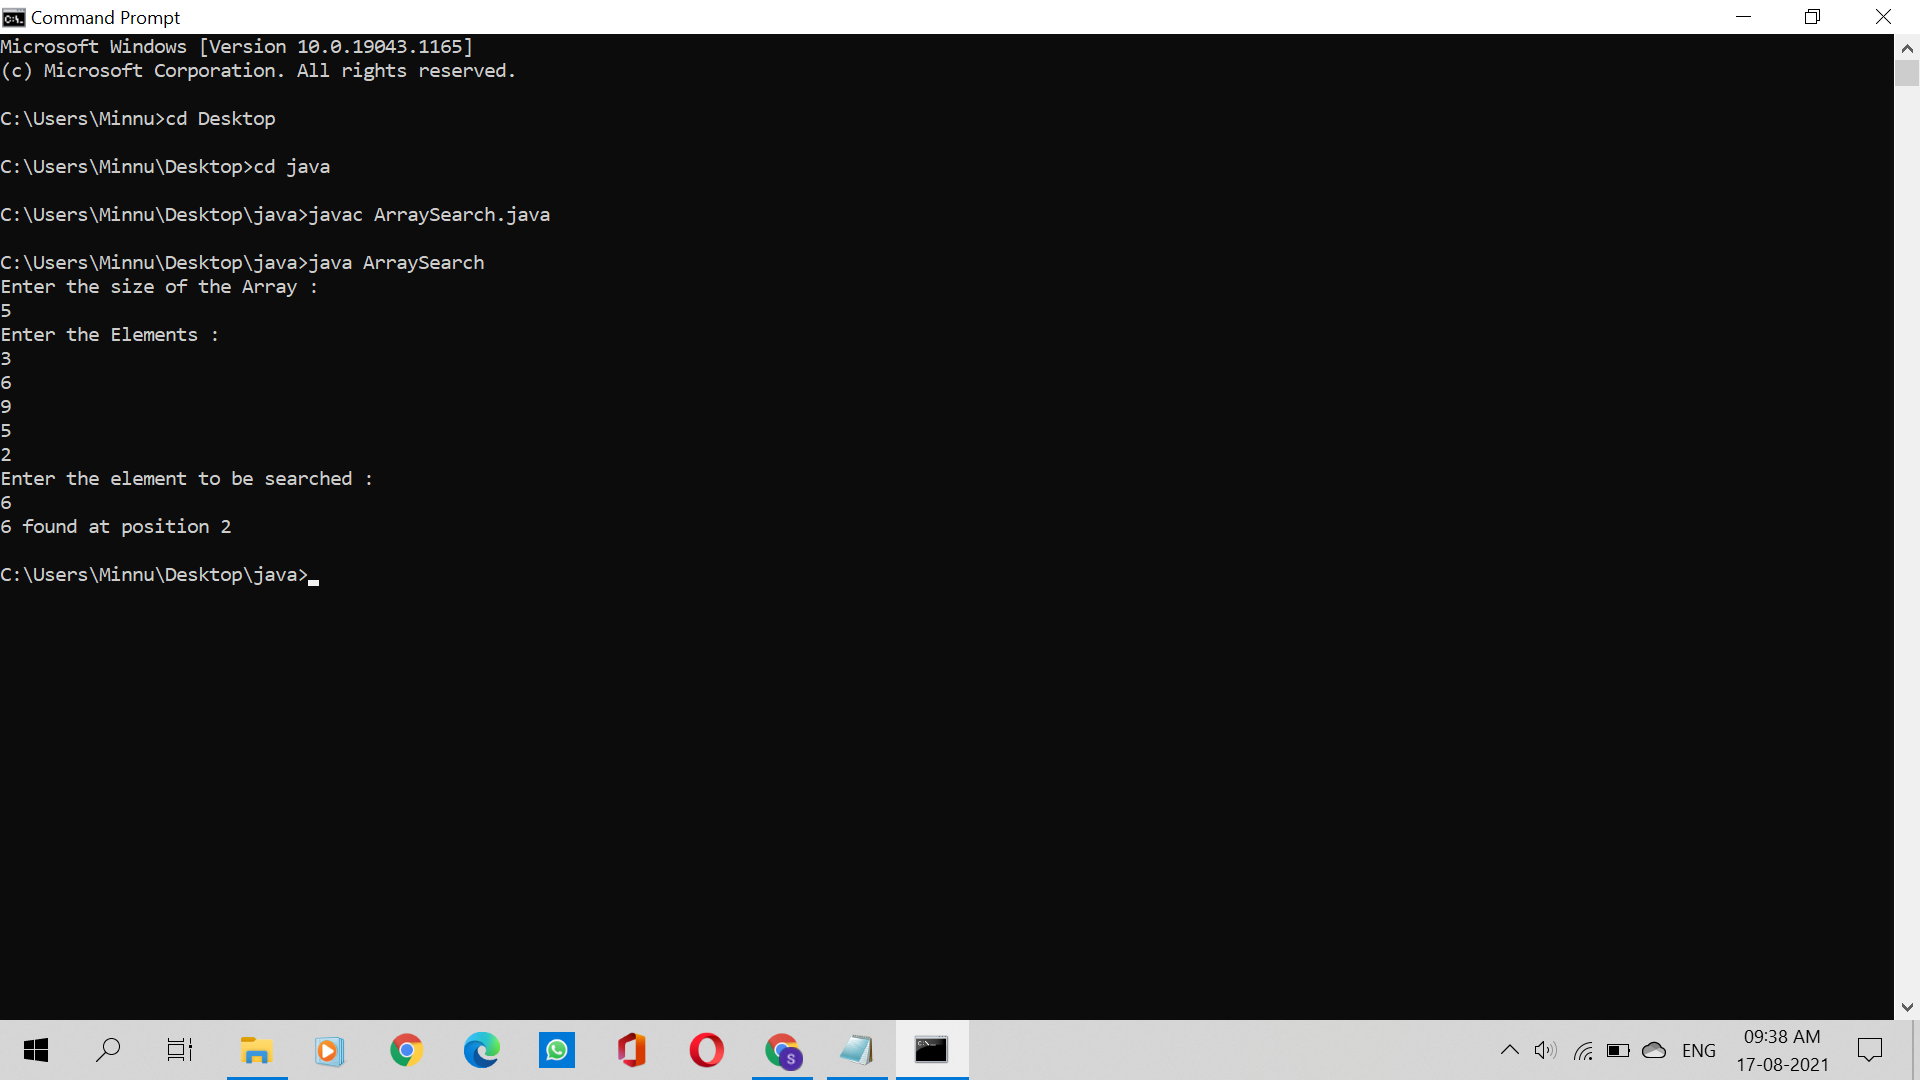 Command Prompt
Microsoft Windows [Version 10.0.19043.1165]
(c) Microsoft Corporation. All rights reserved.
C:\Users\Minnu>cd Desktop
C:\Users\Minnu\Desktop>cd java
C:\Users\Minnu\Desktop\java>javac ArraySearch.java
C:\Users\Minnu\Desktop\java>java ArraySearch
Enter the size of the Array :
5
Enter the Elements :
3
6
9
5
2
Enter the element to be searched :
6
6 found at position 2
C:\Users\Minnu\Desktop\java>
S
ENG
09:38 AM
17-08-2021